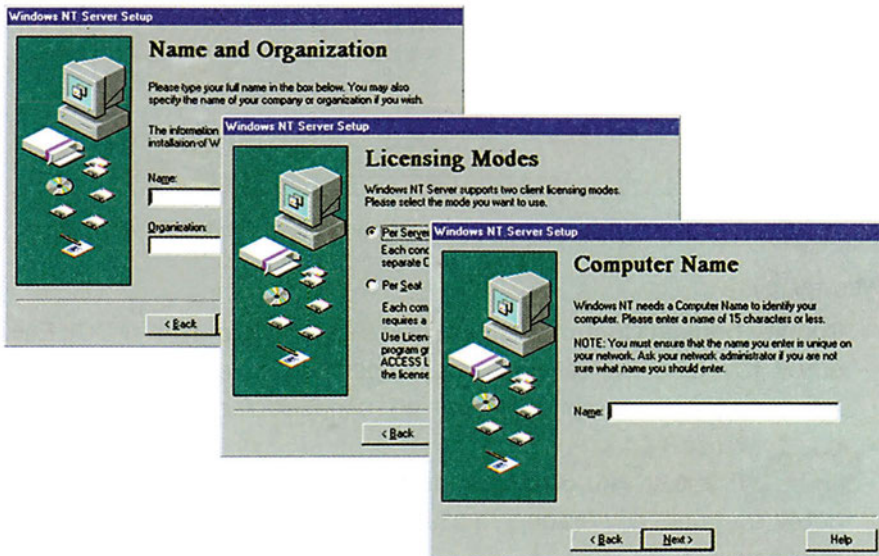 Windows NT Server Setup
Name and Organization
Please type your full name in the box below. You may also
specify the name of your company or organization if you wish.
The information
installation of W
Name:
Organization:
< Back
Windows NT Server Setup
Licensing Modes
Windows NT Server supports two client licensing modes.
Please select the mode you want to use.
Per Server
Each conc
separate C
Per Seat
Each com
requires a
Use Licen
program gr
ACCESS L
the license
< Back
Windows NT Server Setup
Computer Name
Windows NT needs a Computer Name to identify your
computer. Please enter a name of 15 characters or less.
NOTE: You must ensure that the name you enter is unique on
your network. Ask your network administrator if you are not
sure what name you should enter.
Name:
< Back
Next >
Help